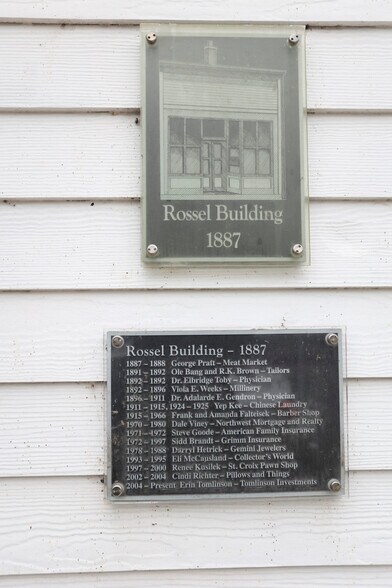 Rossel Building
1887
Rossel Building – 1887
1887 – 1888 George Pratt – Meat Market
1891 – 1892 Ole Bang and R.K. Brown – Tailors
1892 – 1892 Dr. Elbridge Toby – Physician
1892 – 1896 Viola E. Weeks – Millinery
1896 – 1911 Dr. Adalarde E. Gendron – Physician
1911 – 1915, 1924 – 1925 Yep Kee – Chinese Laundry
1915 – 1966 Frank and Amanda Falteisek – Barber Shop
1970 – 1980 Dale Viney – Northwest Mortgage and Realty
1971 – 1972 Steve Goode – American Family Insurance
1972 – 1997 Sidd Brandt – Grimm Insurance
1978 – 1988 Darryl Hetrick – Gemini Jewelers
1993 – 1995 Eli McCausland – Collector's World
1997 – 2000 Renee Kusilek – St. Croix Pawn Shop
2002 – 2004 Cindi Richter – Pillows and Things
2004 – Present Erin Tomlinson – Tomlinson Investments